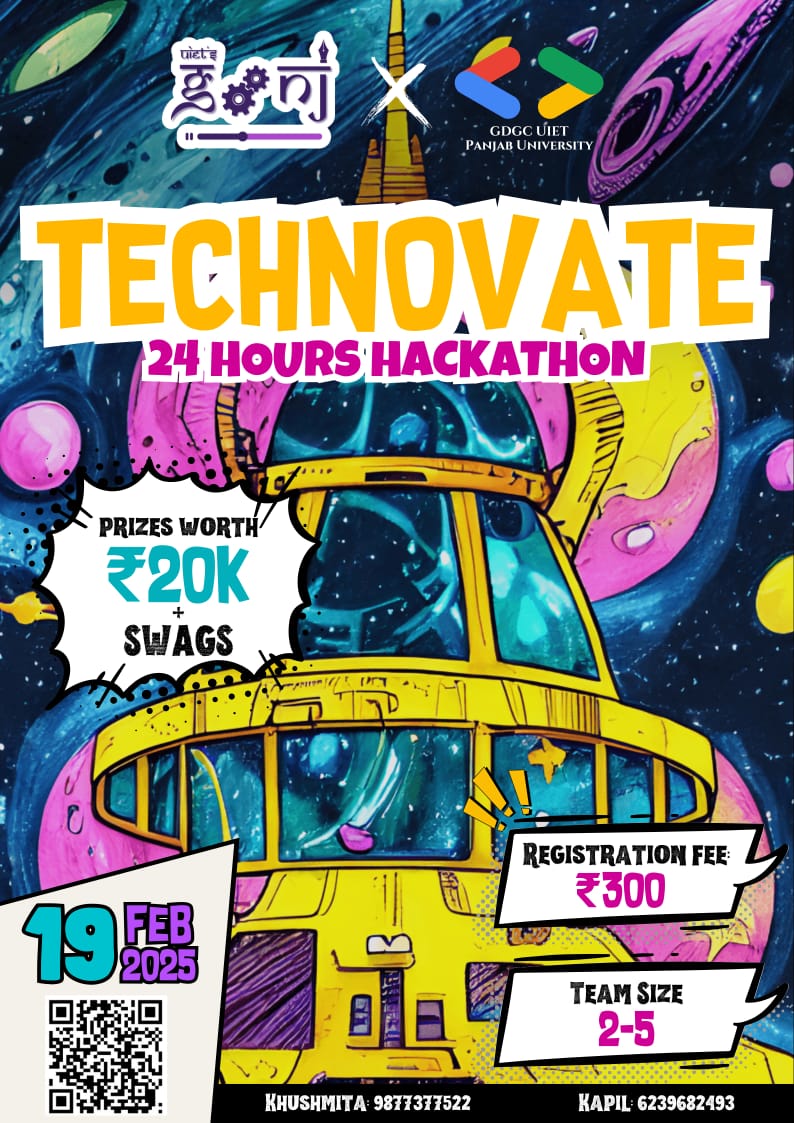 UIET'S
goonj
X
GDGC UIET
PANJAB UNIVERSITY
TECHNOVATE
24 HOURS HACKATHON
PRIZES WORTH
₹20K
+
SWAGS
REGISTRATION FEE:
₹300
19 FEB
2025
TEAM SIZE
2-5
KHUSHMITA: 9877377522
KAPIL: 6239682493